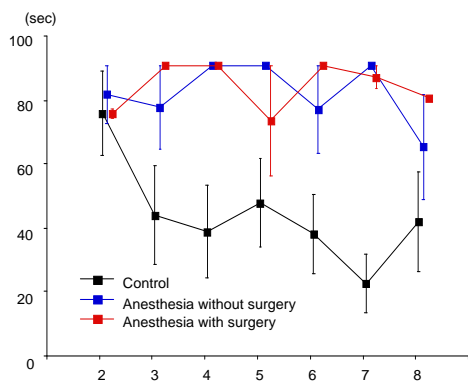 (sec)
100
80
60
40
20
0
Control
Anesthesia without surgery
Anesthesia with surgery
2 3 4 5 6 7 8